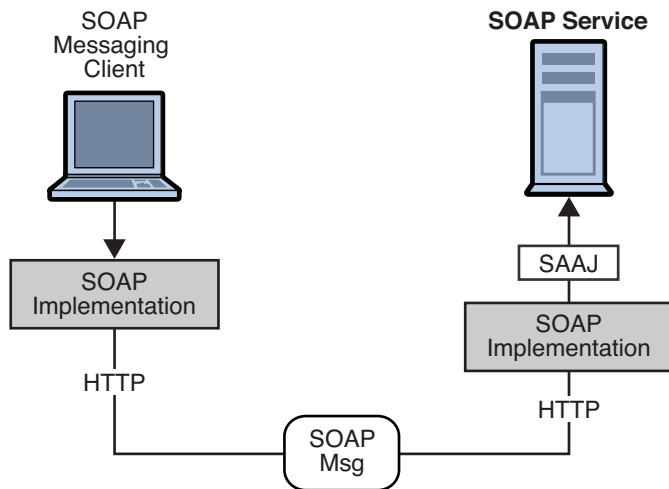 SOAP
Messaging
Client
SOAP Service
SAAJ
SOAP
Implementation
SOAP
Implementation
HTTP
HTTP
SOAP
Msg